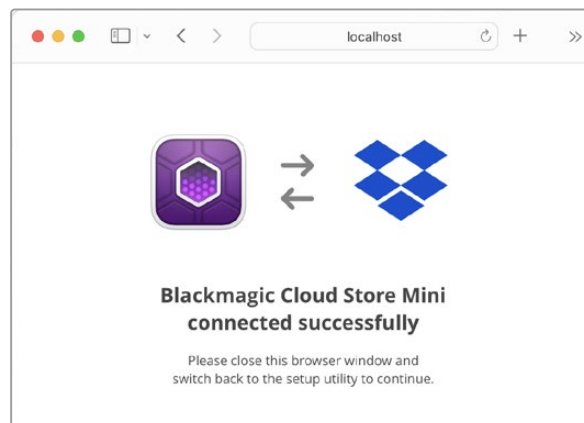 localhost
Blackmagic Cloud Store Mini
connected successfully
Please close this browser window and
switch back to the setup utility to continue.